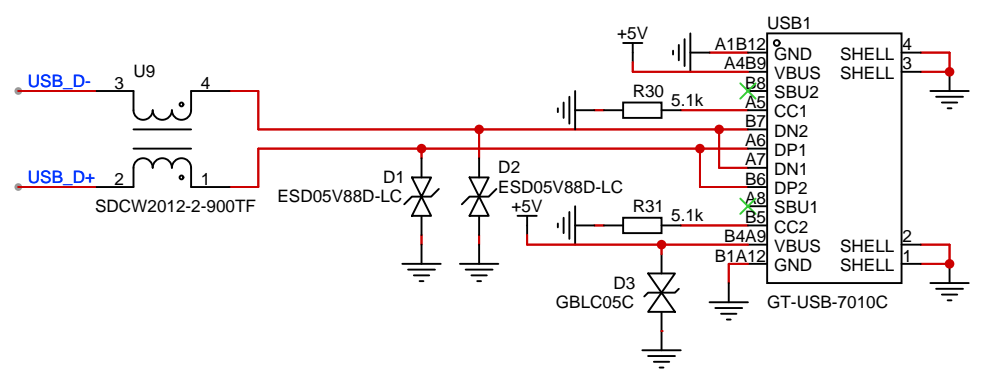 USB1
+5V
A1B12 GND SHELL 4
A4B9 VBUS SHELL 3
B8 SBU2
R30 5.1k
A5 CC1
B7 DN2
A6 DP1
A7 DN1
B6 DP2
A8 SBU1
R31 5.1k
B5 CC2
+5V
B4A9 VBUS SHELL 2
B1A12 GND SHELL 1
GT-USB-7010C
U9
USB_D- 3 4
USB_D+ 2 1
SDCW2012-2-900TF
D1
ESD05V88D-LC
D2
ESD05V88D-LC
D3
GBLC05C